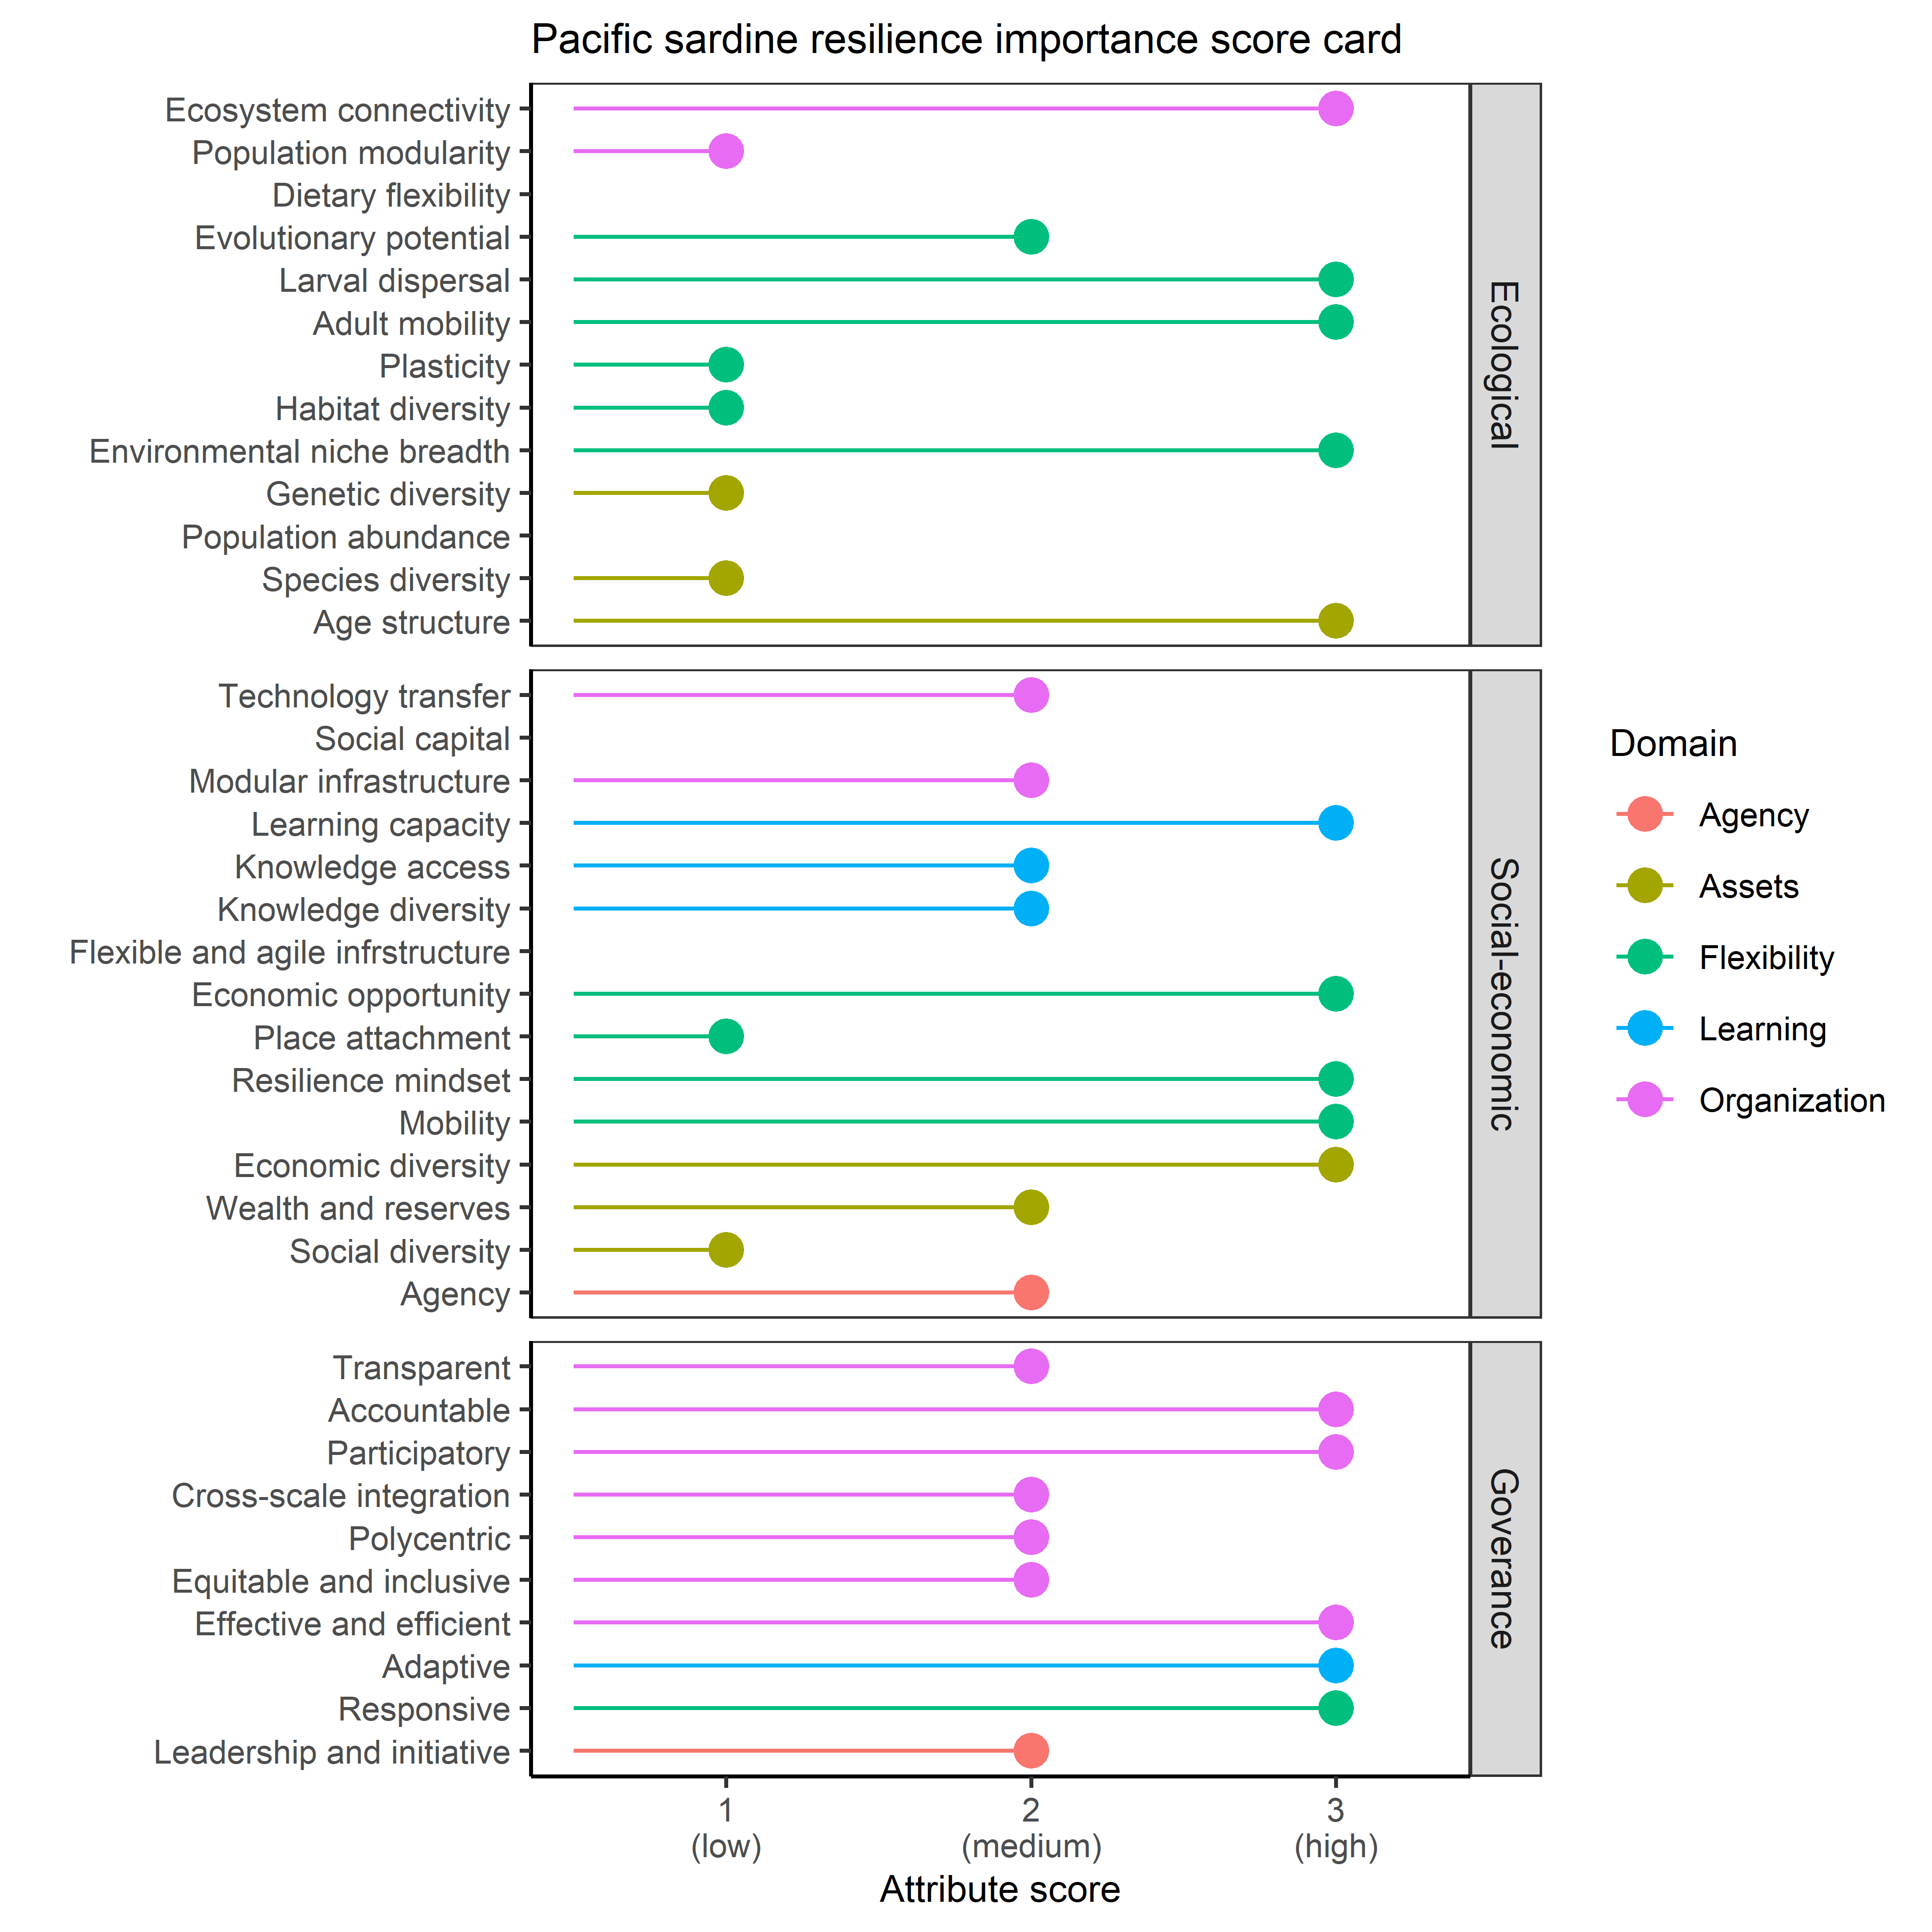 Pacific sardine resilience importance score card
Ecosystem connectivity
Population modularity
Dietary flexibility
Evolutionary potential
Larval dispersal
Adult mobility
Plasticity
Habitat diversity
Environmental niche breadth
Genetic diversity
Population abundance
Species diversity
Age structure
Ecological
Technology transfer
Social capital
Modular infrastructure
Learning capacity
Knowledge access
Knowledge diversity
Flexible and agile infrstructure
Economic opportunity
Place attachment
Resilience mindset
Mobility
Economic diversity
Wealth and reserves
Social diversity
Agency
Social-economic
Transparent
Accountable
Participatory
Cross-scale integration
Polycentric
Equitable and inclusive
Effective and efficient
Adaptive
Responsive
Leadership and initiative
Goverance
1 2 3
(low) (medium) (high)
Attribute score
Domain
Agency
Assets
Flexibility
Learning
Organization